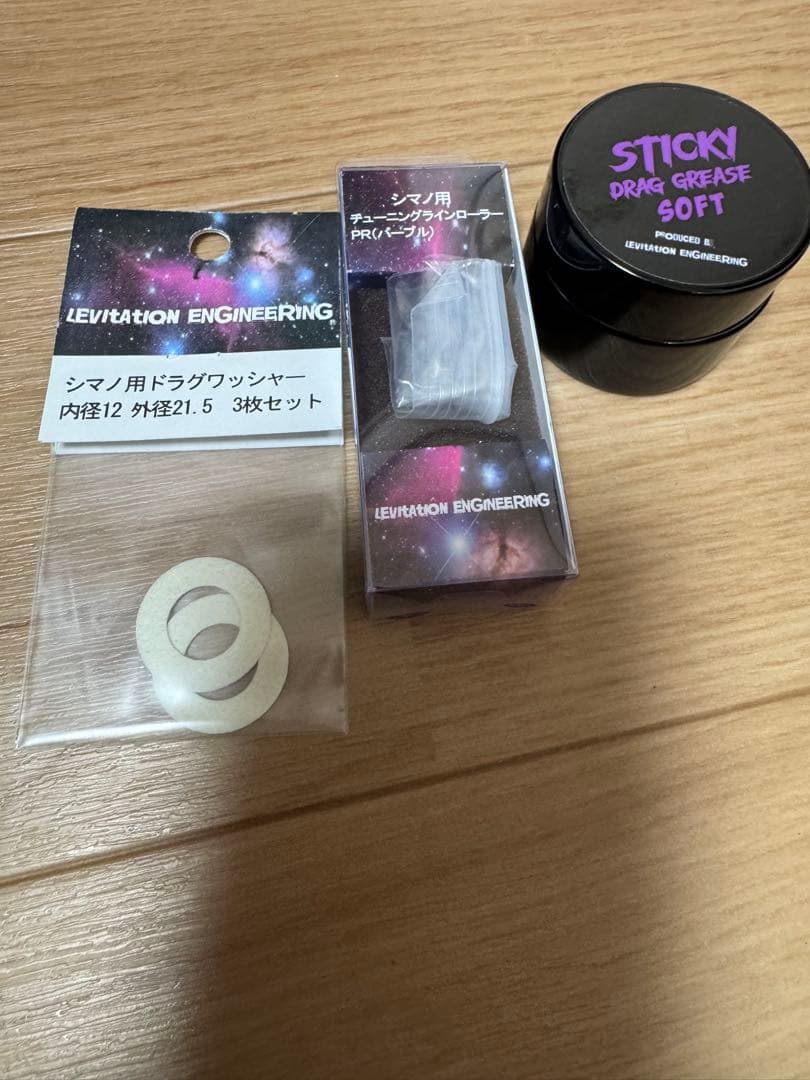 LEVITATION ENGINEERING
シマノ用ドラグワッシャー
内径12 外径21.5 3枚セット
シマノ用
チューニングラインローラー
PR(パープル)
LEVITATION ENGINEERING
STICKY
DRAG GREASE
SOFT
PRODUCED BY
LEVITATION ENGINEERING